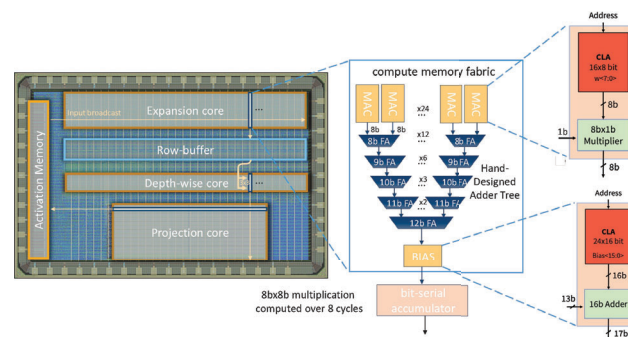 Activation Memory
Input broadcast
Expansion core
...
Row-buffer
Depth-wise core
...
Projection core
compute memory fabric
MAC
MAC
x24
...
MAC
MAC
8b
8b
x12
8b
8b
8b FA
...
8b FA
9b FA
x6
...
9b FA
10b FA
x3
...
10b FA
11b FA
x2
...
11b FA
12b FA
Hand-
Designed
Adder Tree
BIAS
8bx8b multiplication
computed over 8 cycles
bit-serial
accumulator
Address
CLA
16x8 bit
w<7:0>
8b
1b
8bx1b
Multiplier
8b
Address
CLA
24x16 bit
Bias<15:0>
16b
13b
16b Adder
17b